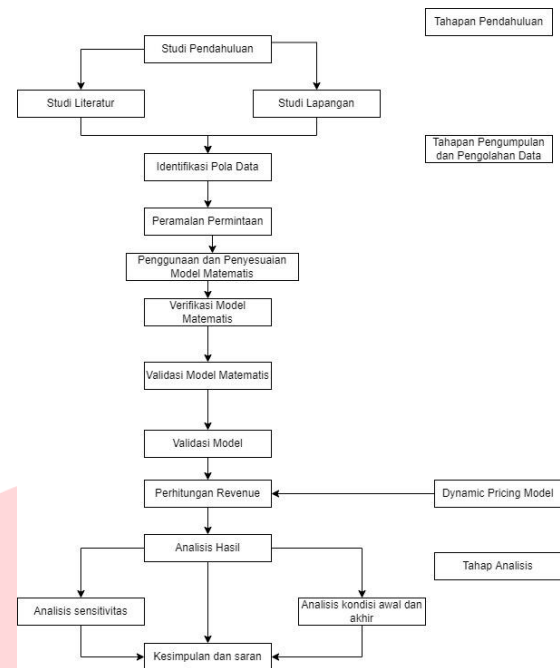 Tahapan Pendahuluan
Studi Pendahuluan
Studi Literatur
Studi Lapangan
Tahapan Pengumpulan
dan Pengolahan Data
Identifikasi Pola Data
Peramalan Permintaan
Penggunaan dan Penyesuaian
Model Matematis
Verifikasi Model
Matematis
Validasi Model Matematis
Validasi Model
Perhitungan Revenue
Dynamic Pricing Model
Analisis Hasil
Tahap Analisis
Analisis sensitivitas
Analisis kondisi awal dan
akhir
Kesimpulan dan saran